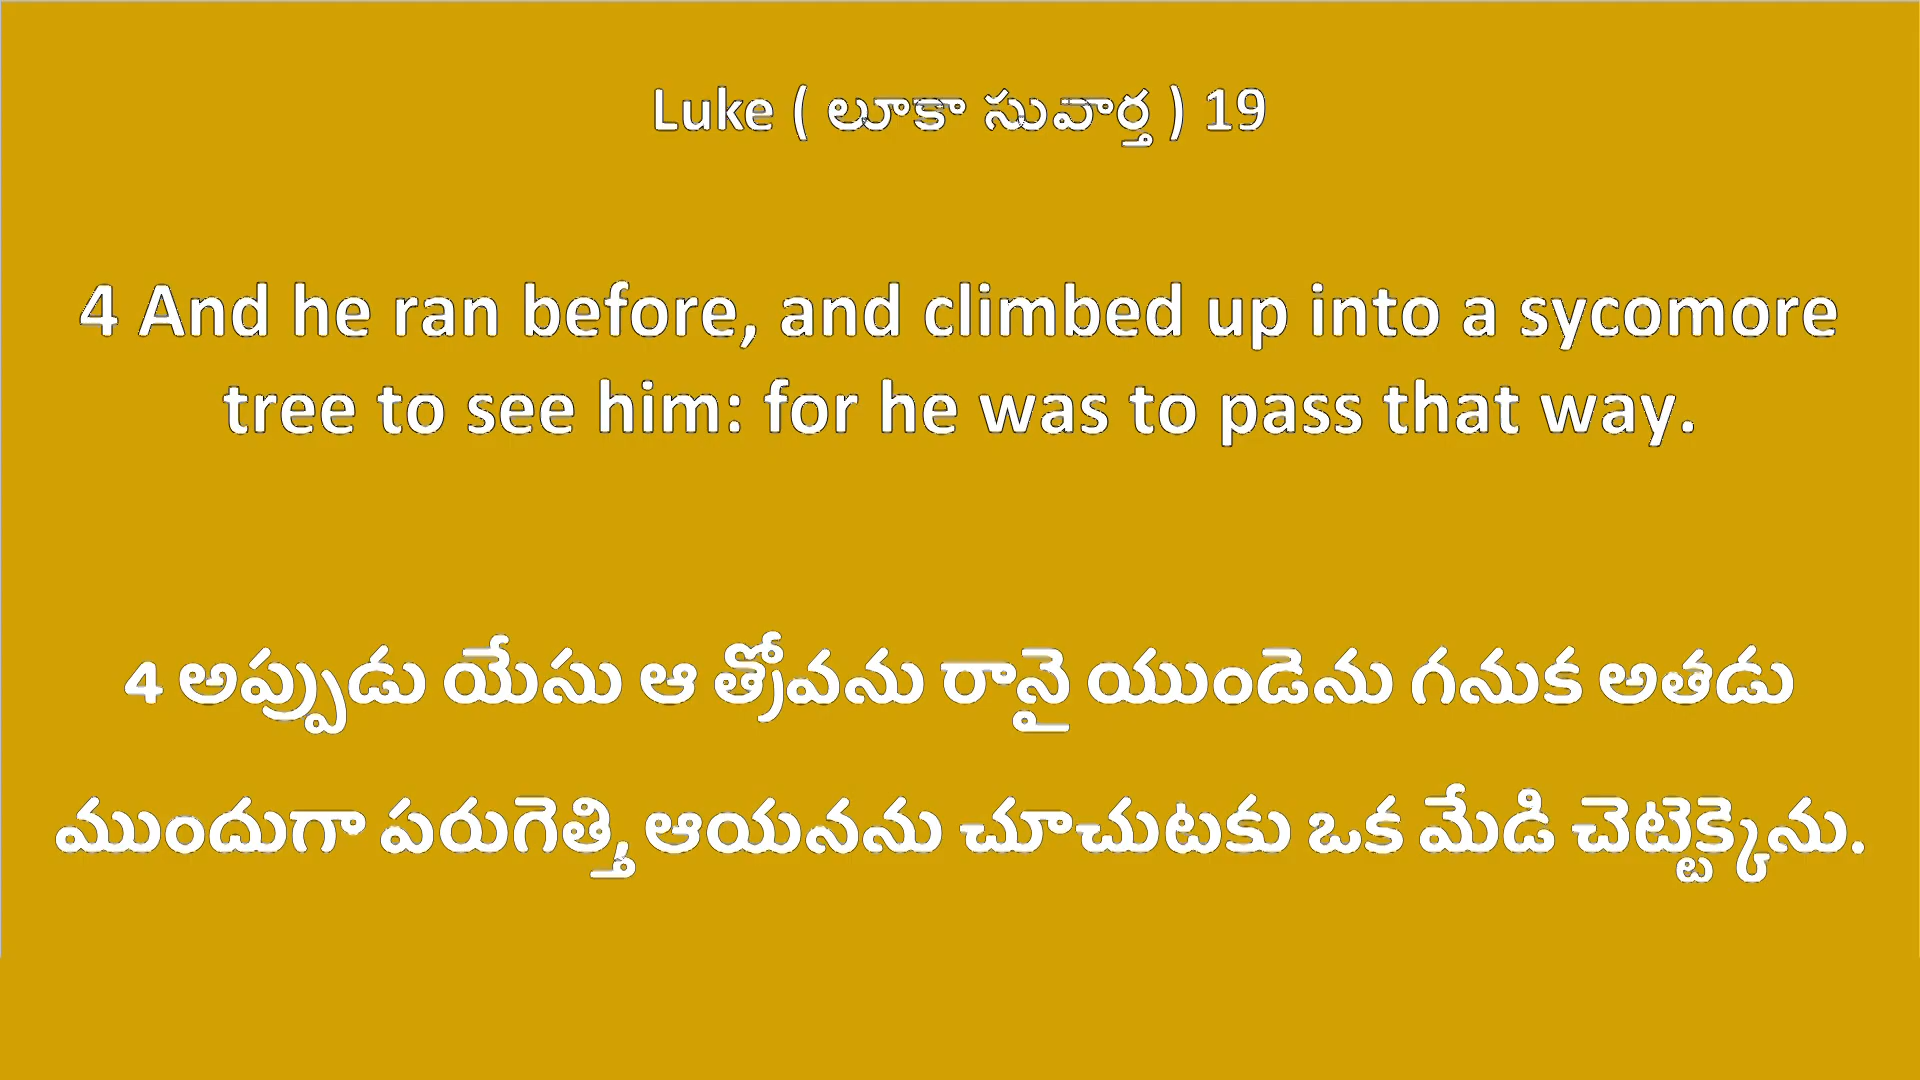 Luke ( లూకా సువార్త ) 19
4 And he ran before, and climbed up into a sycomore
tree to see him: for he was to pass that way.
4 అప్పుడు యేసు ఆ త్రోవను రానై యుండెను గనుక అతడు
ముందుగా పరుగెత్తి, ఆయనను చూచుటకు ఒక మేడి చెట్టెక్కెను.